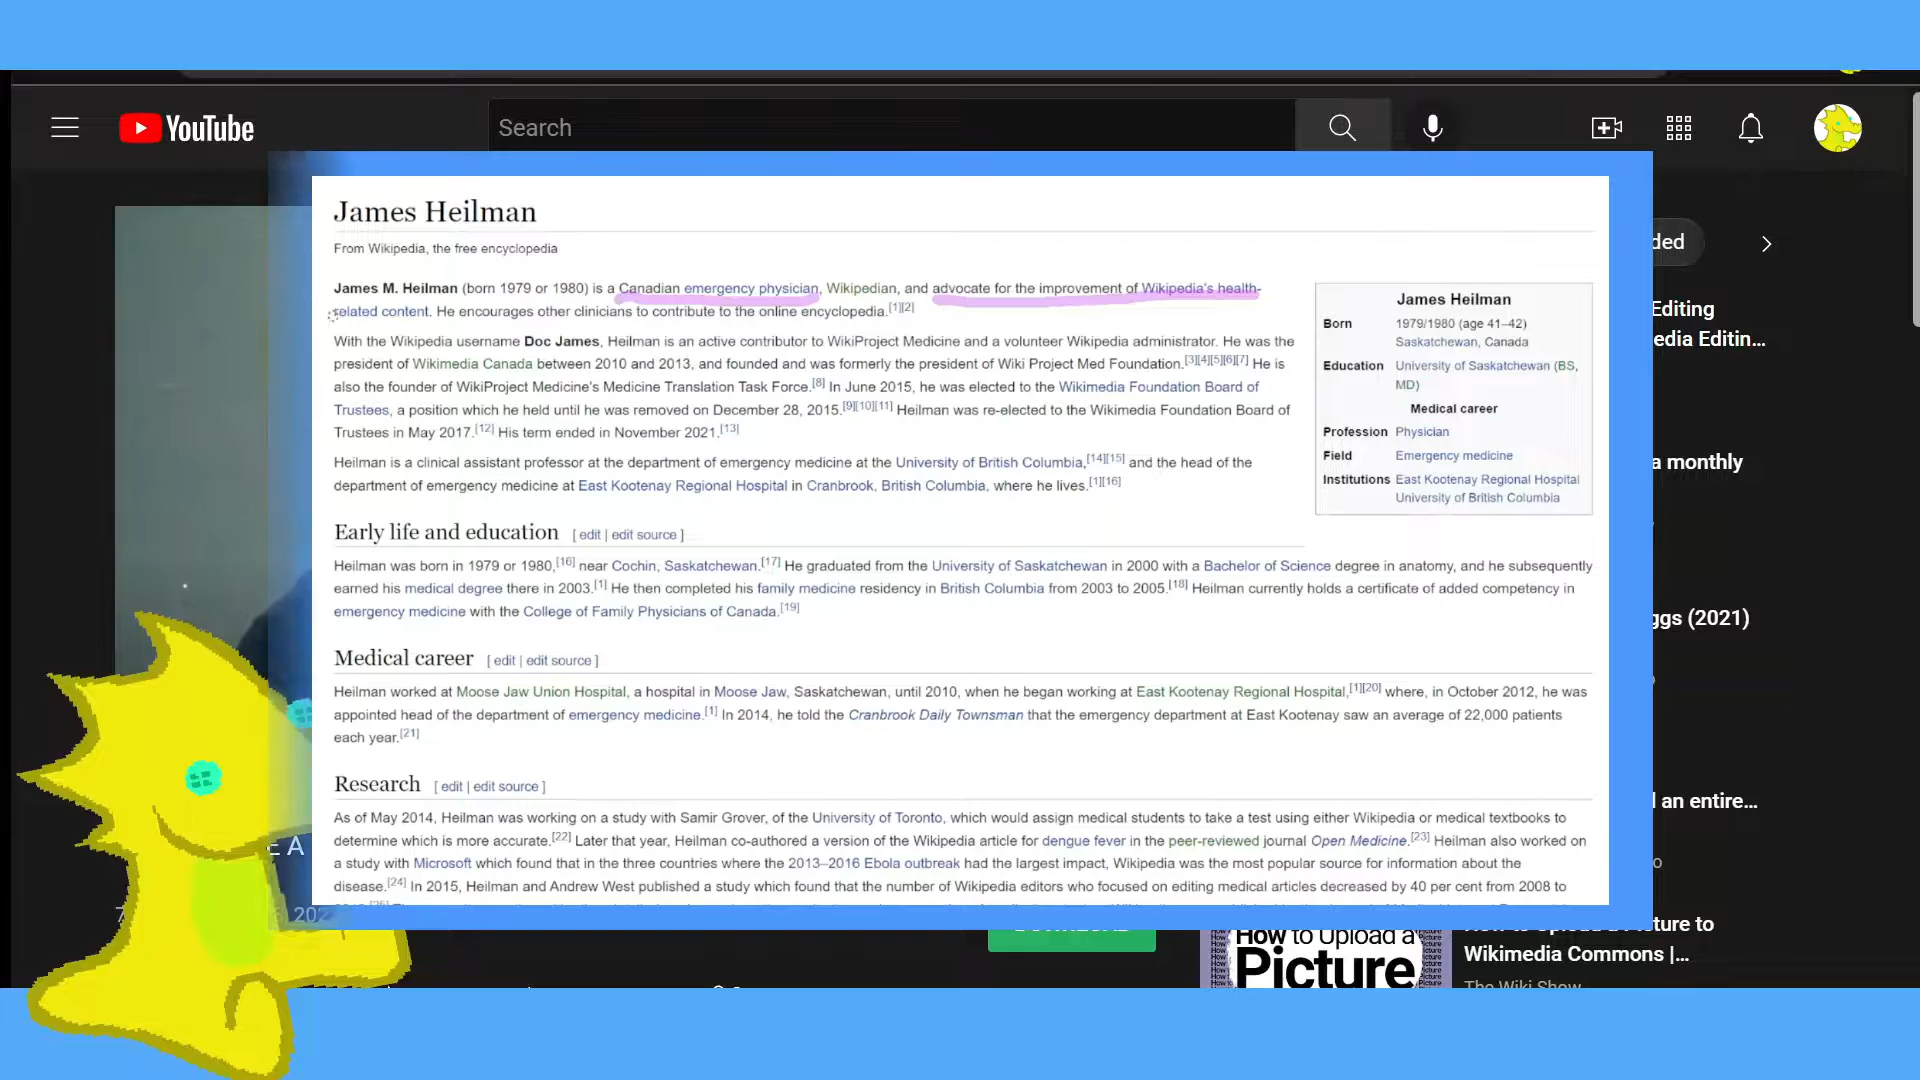 YouTube
Search
James Heilman
From Wikipedia, the free encyclopedia
James M. Heilman (born 1979 or 1980) is a Canadian emergency physician, Wikipedian, and advocate for the improvement of Wikipedia's health-
related content. He encourages other clinicians to contribute to the online encyclopedia.[1][2]
With the Wikipedia username Doc James, Heilman is an active contributor to WikiProject Medicine and a volunteer Wikipedia administrator. He was the
president of Wikimedia Canada between 2010 and 2013, and founded and was formerly the president of Wiki Project Med Foundation.[3][4][5][6][7] He is
also the founder of WikiProject Medicine's Medicine Translation Task Force.[8] In June 2015, he was elected to the Wikimedia Foundation Board of
Trustees, a position which he held until he was removed on December 28, 2015.[9][10][11] Heilman was re-elected to the Wikimedia Foundation Board of
Trustees in May 2017.[12] His term ended in November 2021.[13]
Heilman is a clinical assistant professor at the department of emergency medicine at the University of British Columbia,[14][15] and the head of the
department of emergency medicine at East Kootenay Regional Hospital in Cranbrook, British Columbia, where he lives.[1][16]
James Heilman
Born 1979/1980 (age 41–42)
Saskatchewan, Canada
Education University of Saskatchewan (BS,
MD)
Medical career
Profession Physician
Field Emergency medicine
Institutions East Kootenay Regional Hospital
University of British Columbia
Early life and education [ edit | edit source ]
Heilman was born in 1979 or 1980,[16] near Cochin, Saskatchewan.[17] He graduated from the University of Saskatchewan in 2000 with a Bachelor of Science degree in anatomy, and he subsequently
earned his medical degree there in 2003.[1] He then completed his family medicine residency in British Columbia from 2003 to 2005.[18] Heilman currently holds a certificate of added competency in
emergency medicine with the College of Family Physicians of Canada.[19]
Medical career [ edit | edit source ]
Heilman worked at Moose Jaw Union Hospital, a hospital in Moose Jaw, Saskatchewan, until 2010, when he began working at East Kootenay Regional Hospital,[1][20] where, in October 2012, he was
appointed head of the department of emergency medicine.[1] In 2014, he told the Cranbrook Daily Townsman that the emergency department at East Kootenay saw an average of 22,000 patients
each year.[21]
Research [ edit | edit source ]
As of May 2014, Heilman was working on a study with Samir Grover, of the University of Toronto, which would assign medical students to take a test using either Wikipedia or medical textbooks to
determine which is more accurate.[22] Later that year, Heilman co-authored a version of the Wikipedia article for dengue fever in the peer-reviewed journal Open Medicine.[23] Heilman also worked on
a study with Microsoft which found that in the three countries where the 2013–2016 Ebola outbreak had the largest impact, Wikipedia was the most popular source for information about the
disease.[24] In 2015, Heilman and Andrew West published a study which found that the number of Wikipedia editors who focused on editing medical articles decreased by 40 per cent from 2008 to
ded
Editing
edia Editin...
a monthly
ggs (2021)
an entire...
E A
7
202
How to Upload a
Picture
How to Upload a Picture to
Wikimedia Commons |...
The Wiki Show